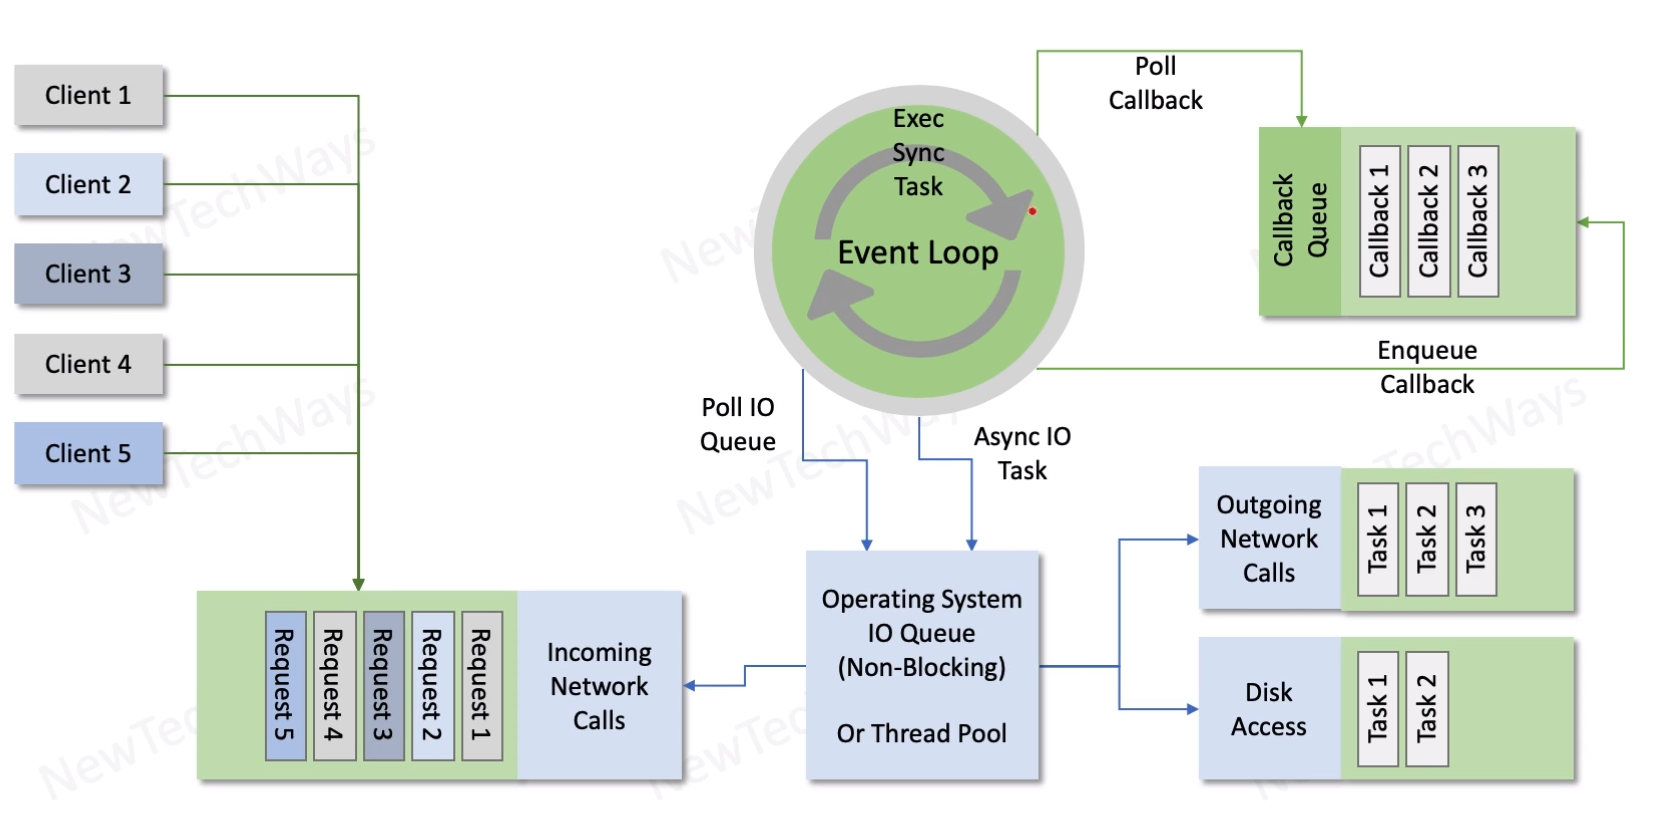 Client 1
Client 2
Client 3
Client 4
Client 5
Exec
Sync
Task
Event Loop
Poll
Callback
Callback
Queue
Callback 1
Callback 2
Callback 3
Enqueue
Callback
Poll IO
Queue
Async IO
Task
Request 5
Request 4
Request 3
Request 2
Request 1
Incoming
Network
Calls
Operating System
IO Queue
(Non-Blocking)
Or Thread Pool
Outgoing
Network
Calls
Task 1
Task 2
Task 3
Disk
Access
Task 1
Task 2
NewTechWays
NewTechWays
NewTechWays